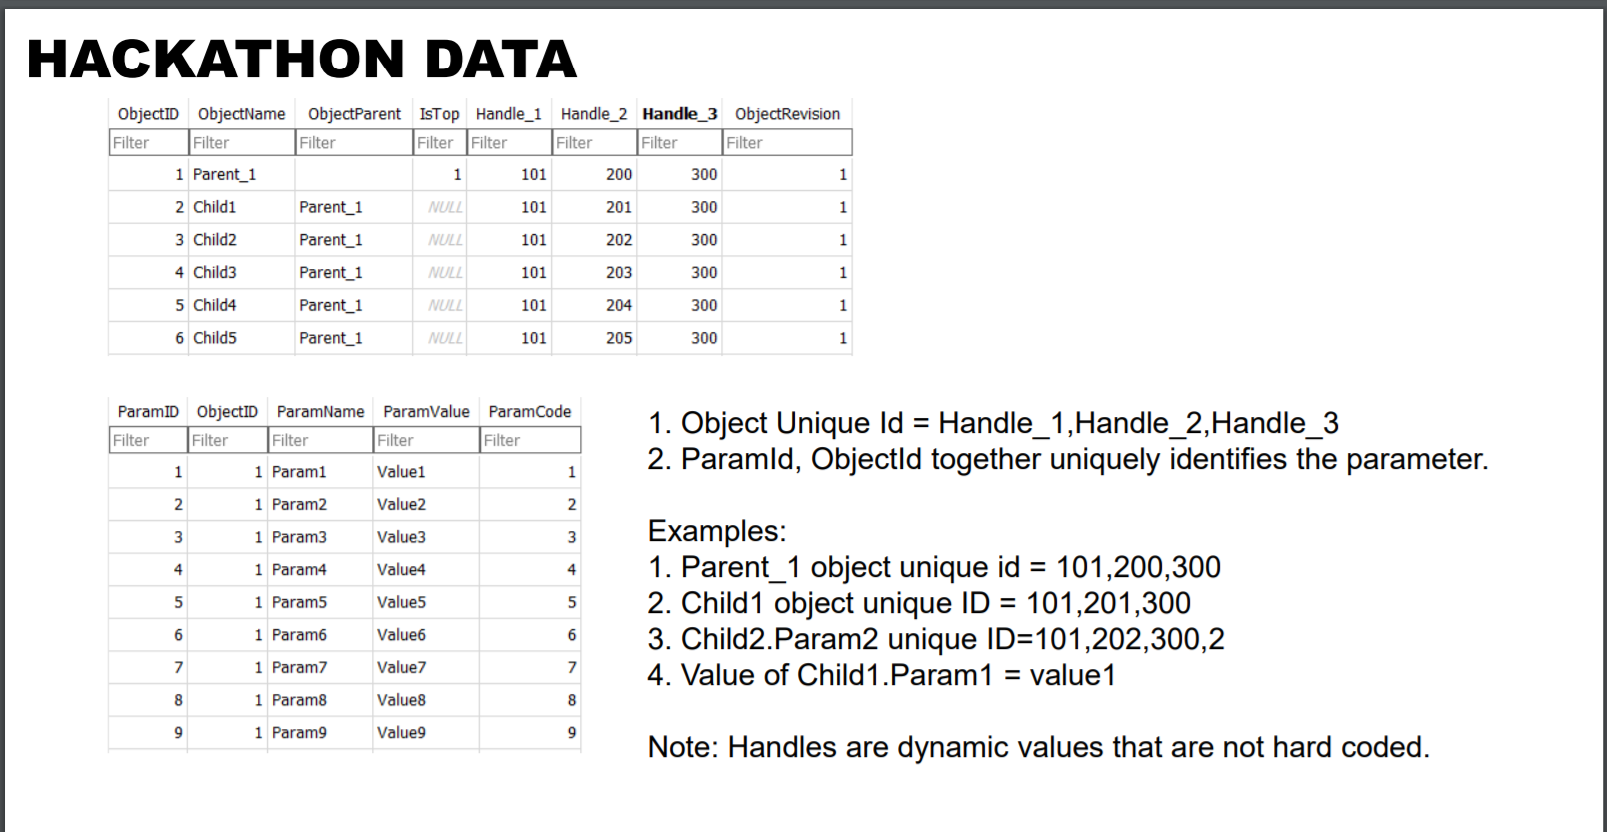 HACKATHON DATA
ObjectID ObjectName ObjectParent IsTop Handle_1 Handle_2 Handle_3 ObjectRevision
Filter Filter Filter Filter Filter Filter Filter Filter
1 Parent_1 1 101 200 300 1
2 Child1 Parent_1 NULL 101 201 300 1
3 Child2 Parent_1 NULL 101 202 300 1
4 Child3 Parent_1 NULL 101 203 300 1
5 Child4 Parent_1 NULL 101 204 300 1
6 Child5 Parent_1 NULL 101 205 300 1
ParamID ObjectID ParamName ParamValue ParamCode
Filter Filter Filter Filter Filter
1 1 Param1 Value1 1
2 1 Param2 Value2 2
3 1 Param3 Value3 3
4 1 Param4 Value4 4
5 1 Param5 Value5 5
6 1 Param6 Value6 6
7 1 Param7 Value7 7
8 1 Param8 Value8 8
9 1 Param9 Value9 9
1. Object Unique Id = Handle_1,Handle_2,Handle_3
2. ParamId, ObjectId together uniquely identifies the parameter.
Examples:
1. Parent_1 object unique id = 101,200,300
2. Child1 object unique ID = 101,201,300
3. Child2.Param2 unique ID=101,202,300,2
4. Value of Child1.Param1 = value1
Note: Handles are dynamic values that are not hard coded.